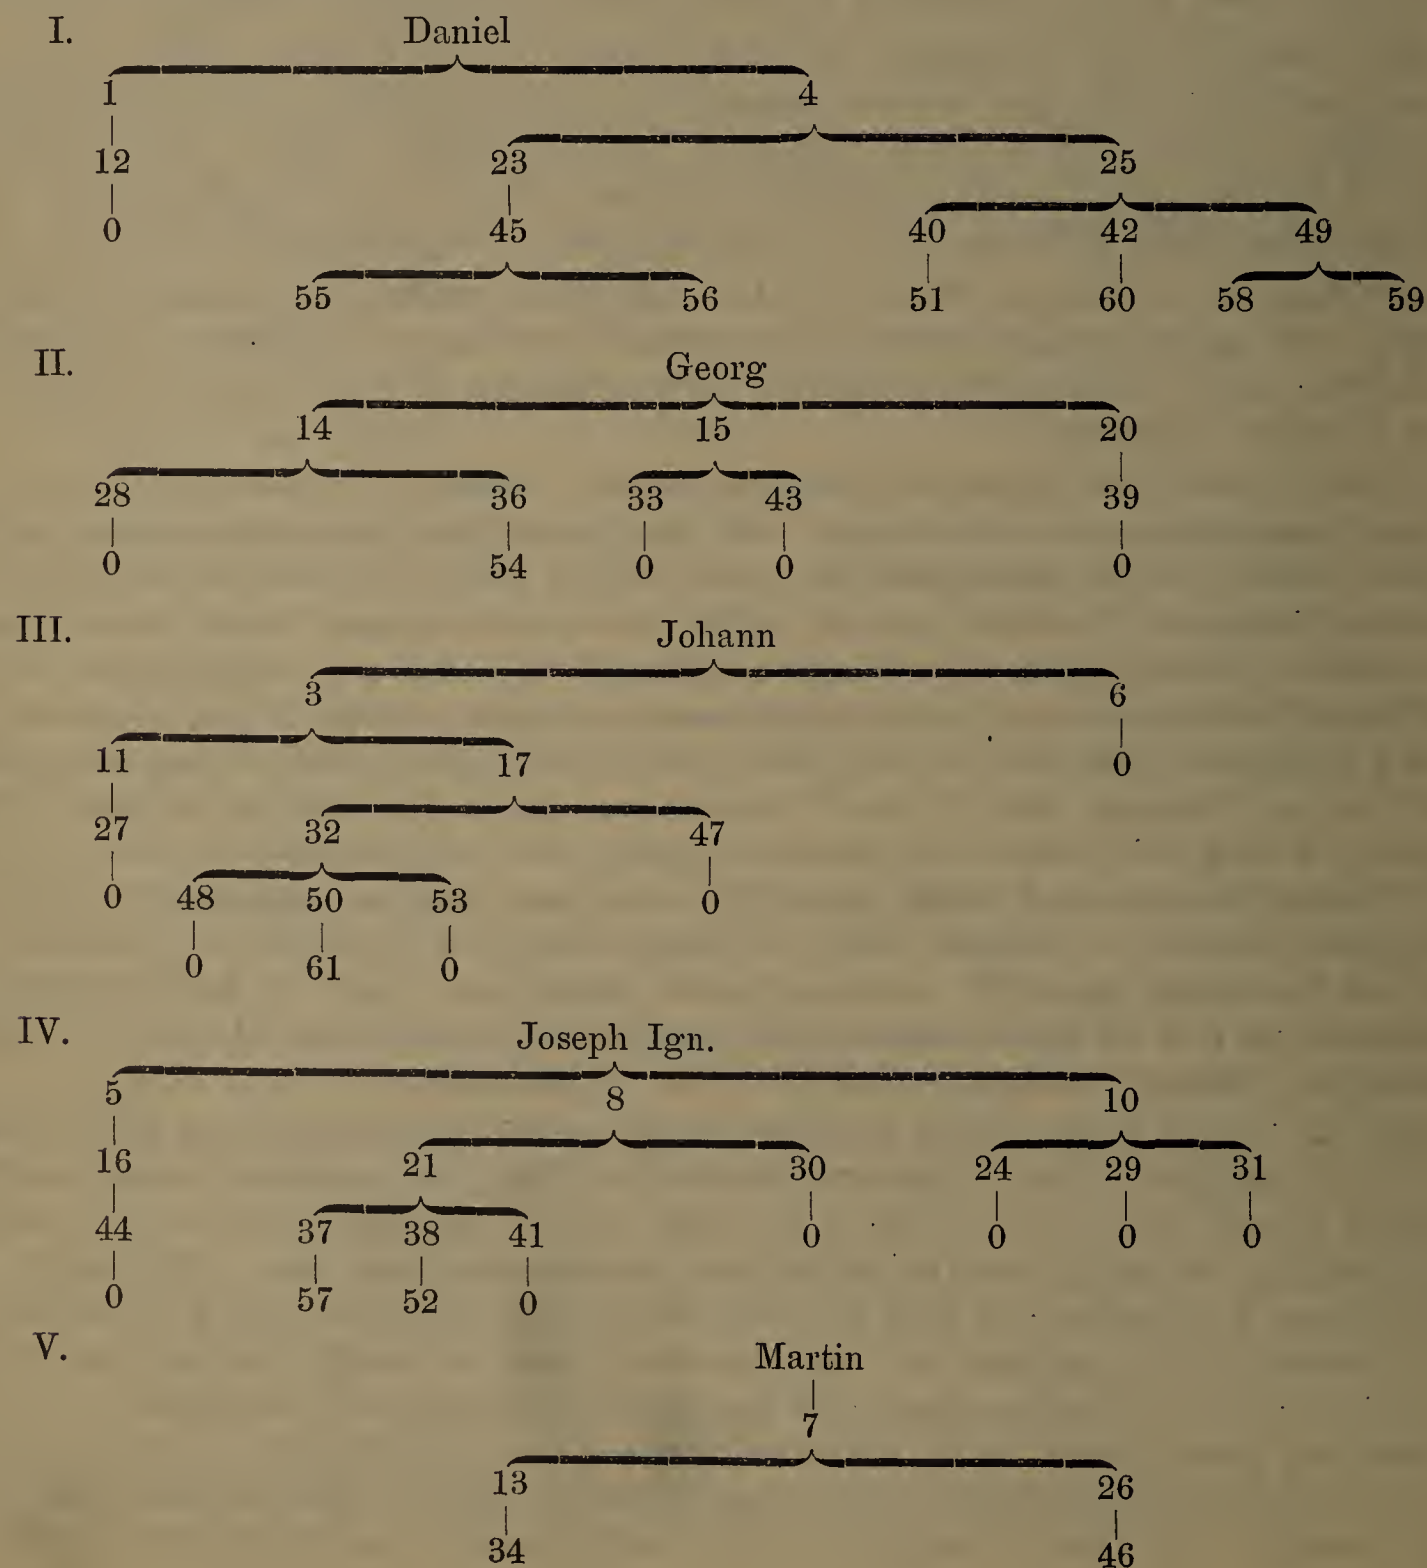 I. Daniel
1 4
12 23 25
0 45 40 42 49
55 56 51 60 58 59
II. Georg
14 15 20
28 36 33 43 39
0 54 0 0 0
III. Johann
3 6
11 17 0
27 32 47
0 48 50 53 0
0 61 0
IV. Joseph Ign.
5 8 10
16 21 30 24 29 31
44 37 38 41 0 0 0 0
0 57 52 0
V. Martin
7
13 26
34 46